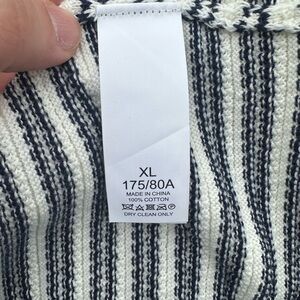 XL
175/80A
MADE IN CHINA
100% COTTON
DRY CLEAN ONLY